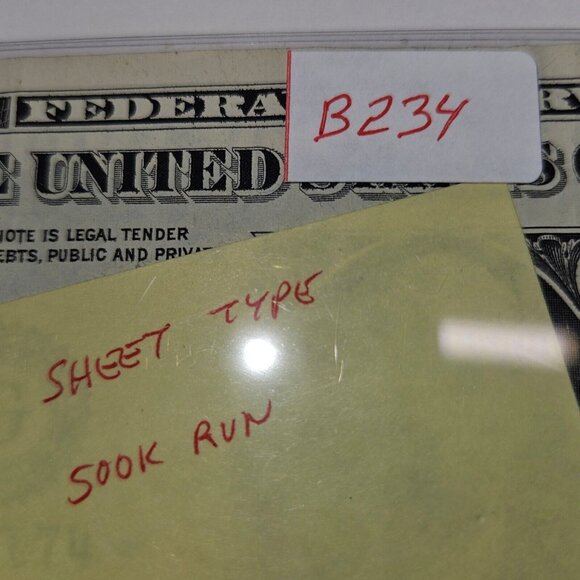 FEDERA
B234
UNITED
NOTE IS LEGAL TENDER
EBTS, PUBLIC AND PRIVA
SHEET TYPE
500K RUN